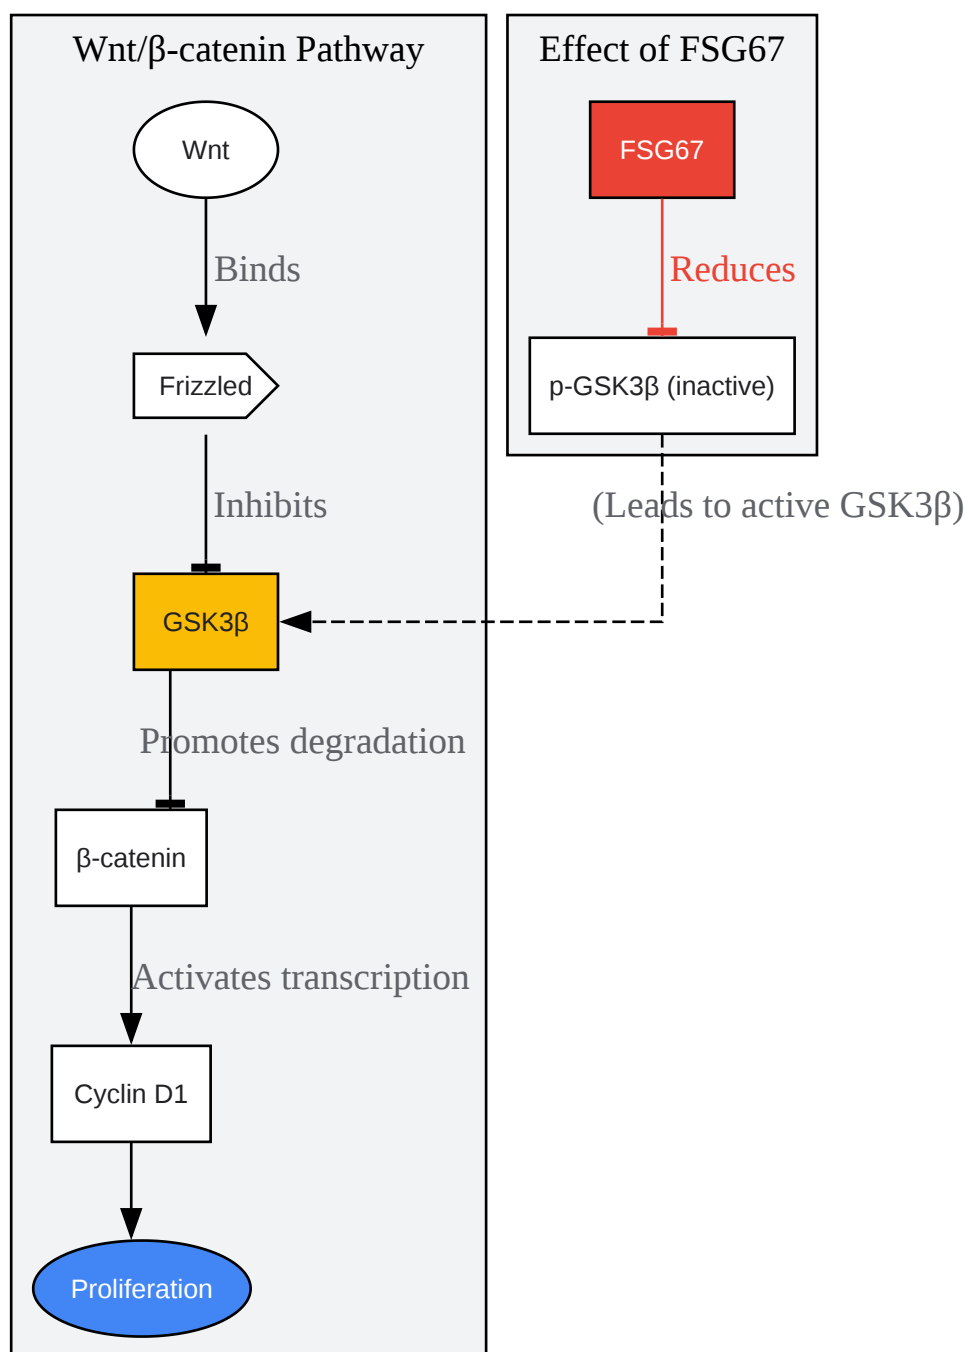 Wnt/β-catenin Pathway
Wnt
Binds
Frizzled
Inhibits
GSK3β
Promotes degradation
β-catenin
Activates transcription
Cyclin D1
Proliferation
Effect of FSG67
FSG67
Reduces
p-GSK3β (inactive)
(Leads to active GSK3β)